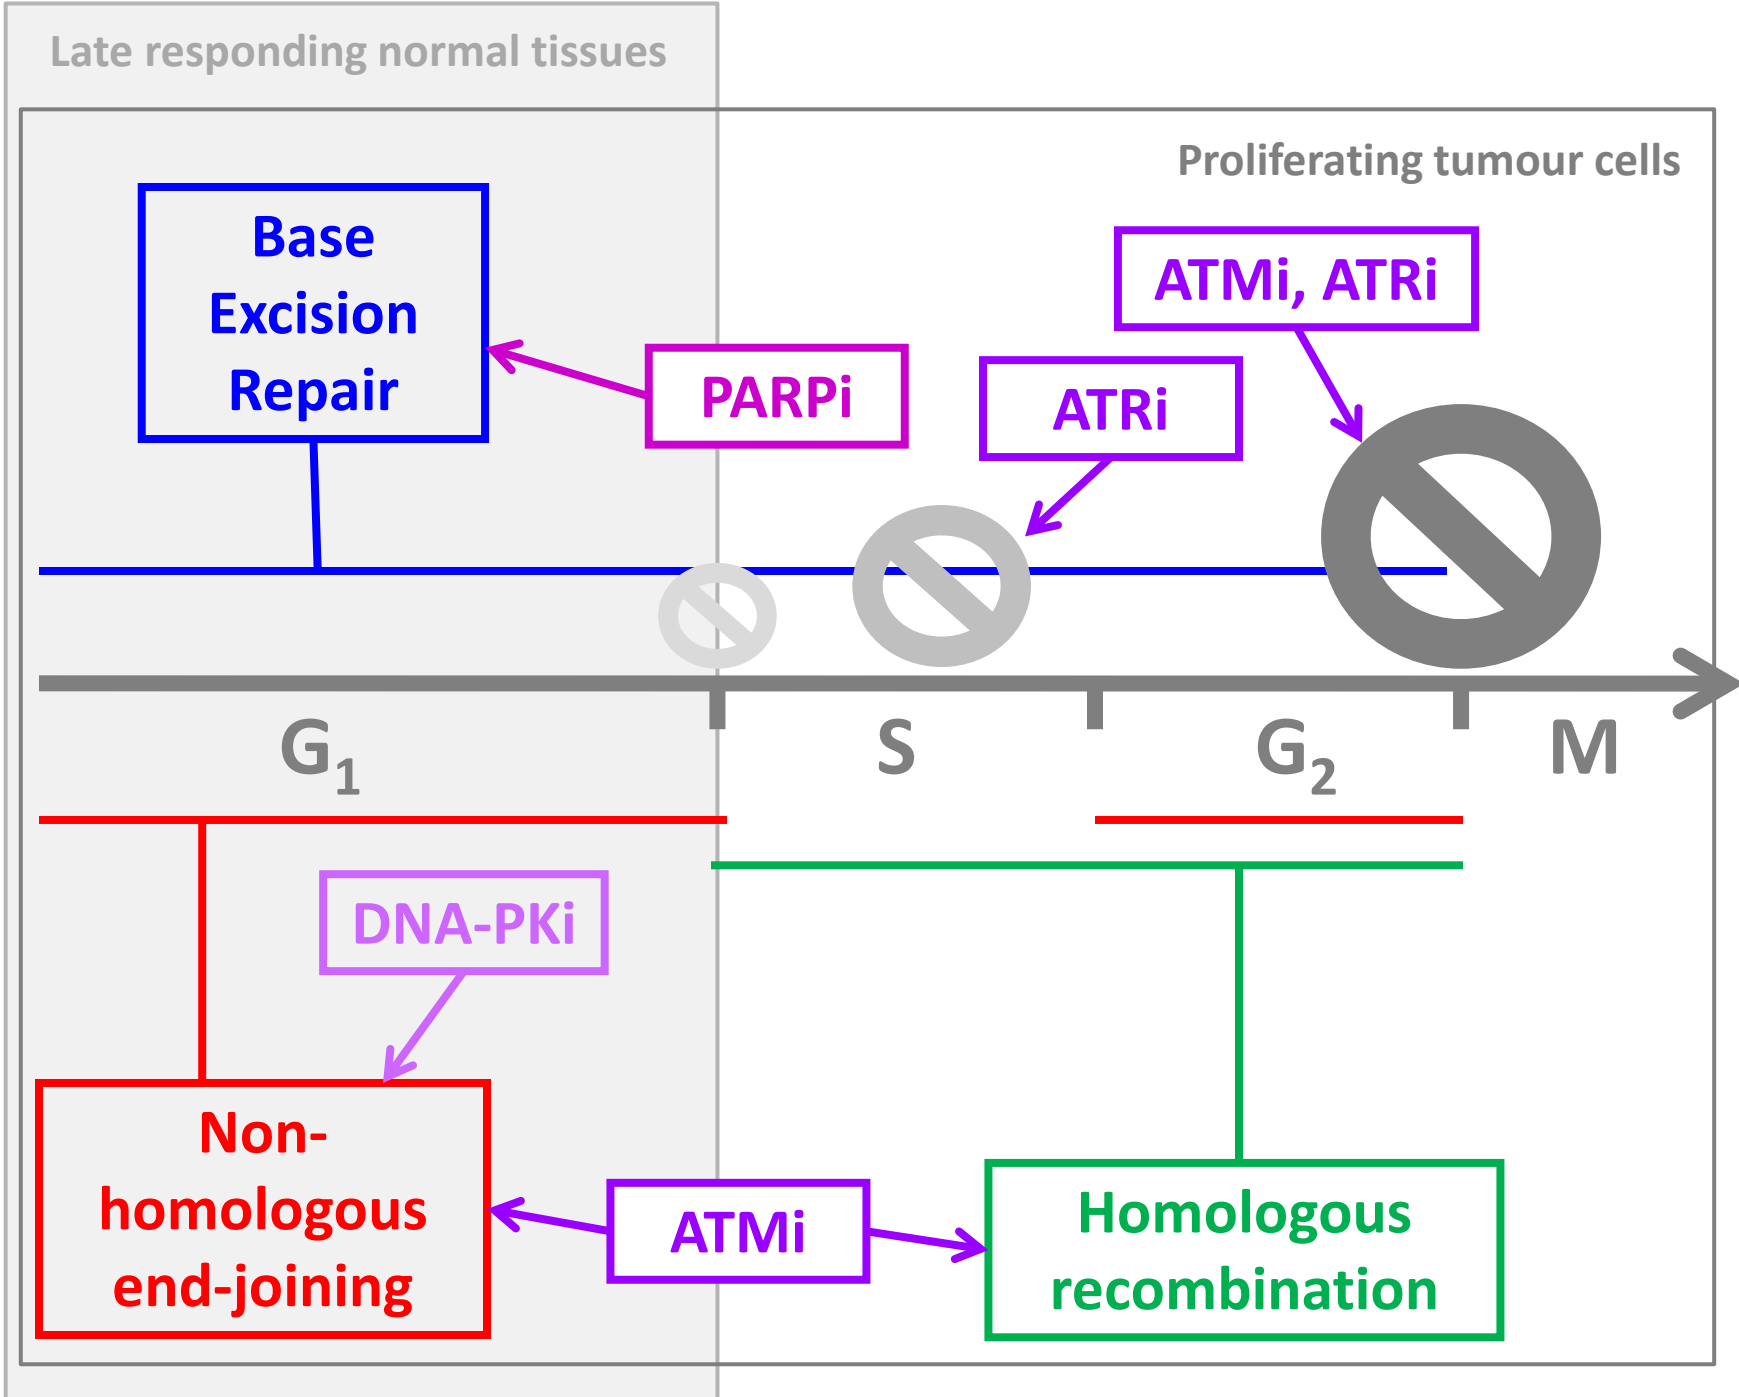 Late responding normal tissues
Proliferating tumour cells
Base
Excision
Repair
ATMi, ATRi
PARPi
ATRi
G1
S
G2
M
DNA-PKi
Non-
homologous
end-joining
ATMi
Homologous
recombination